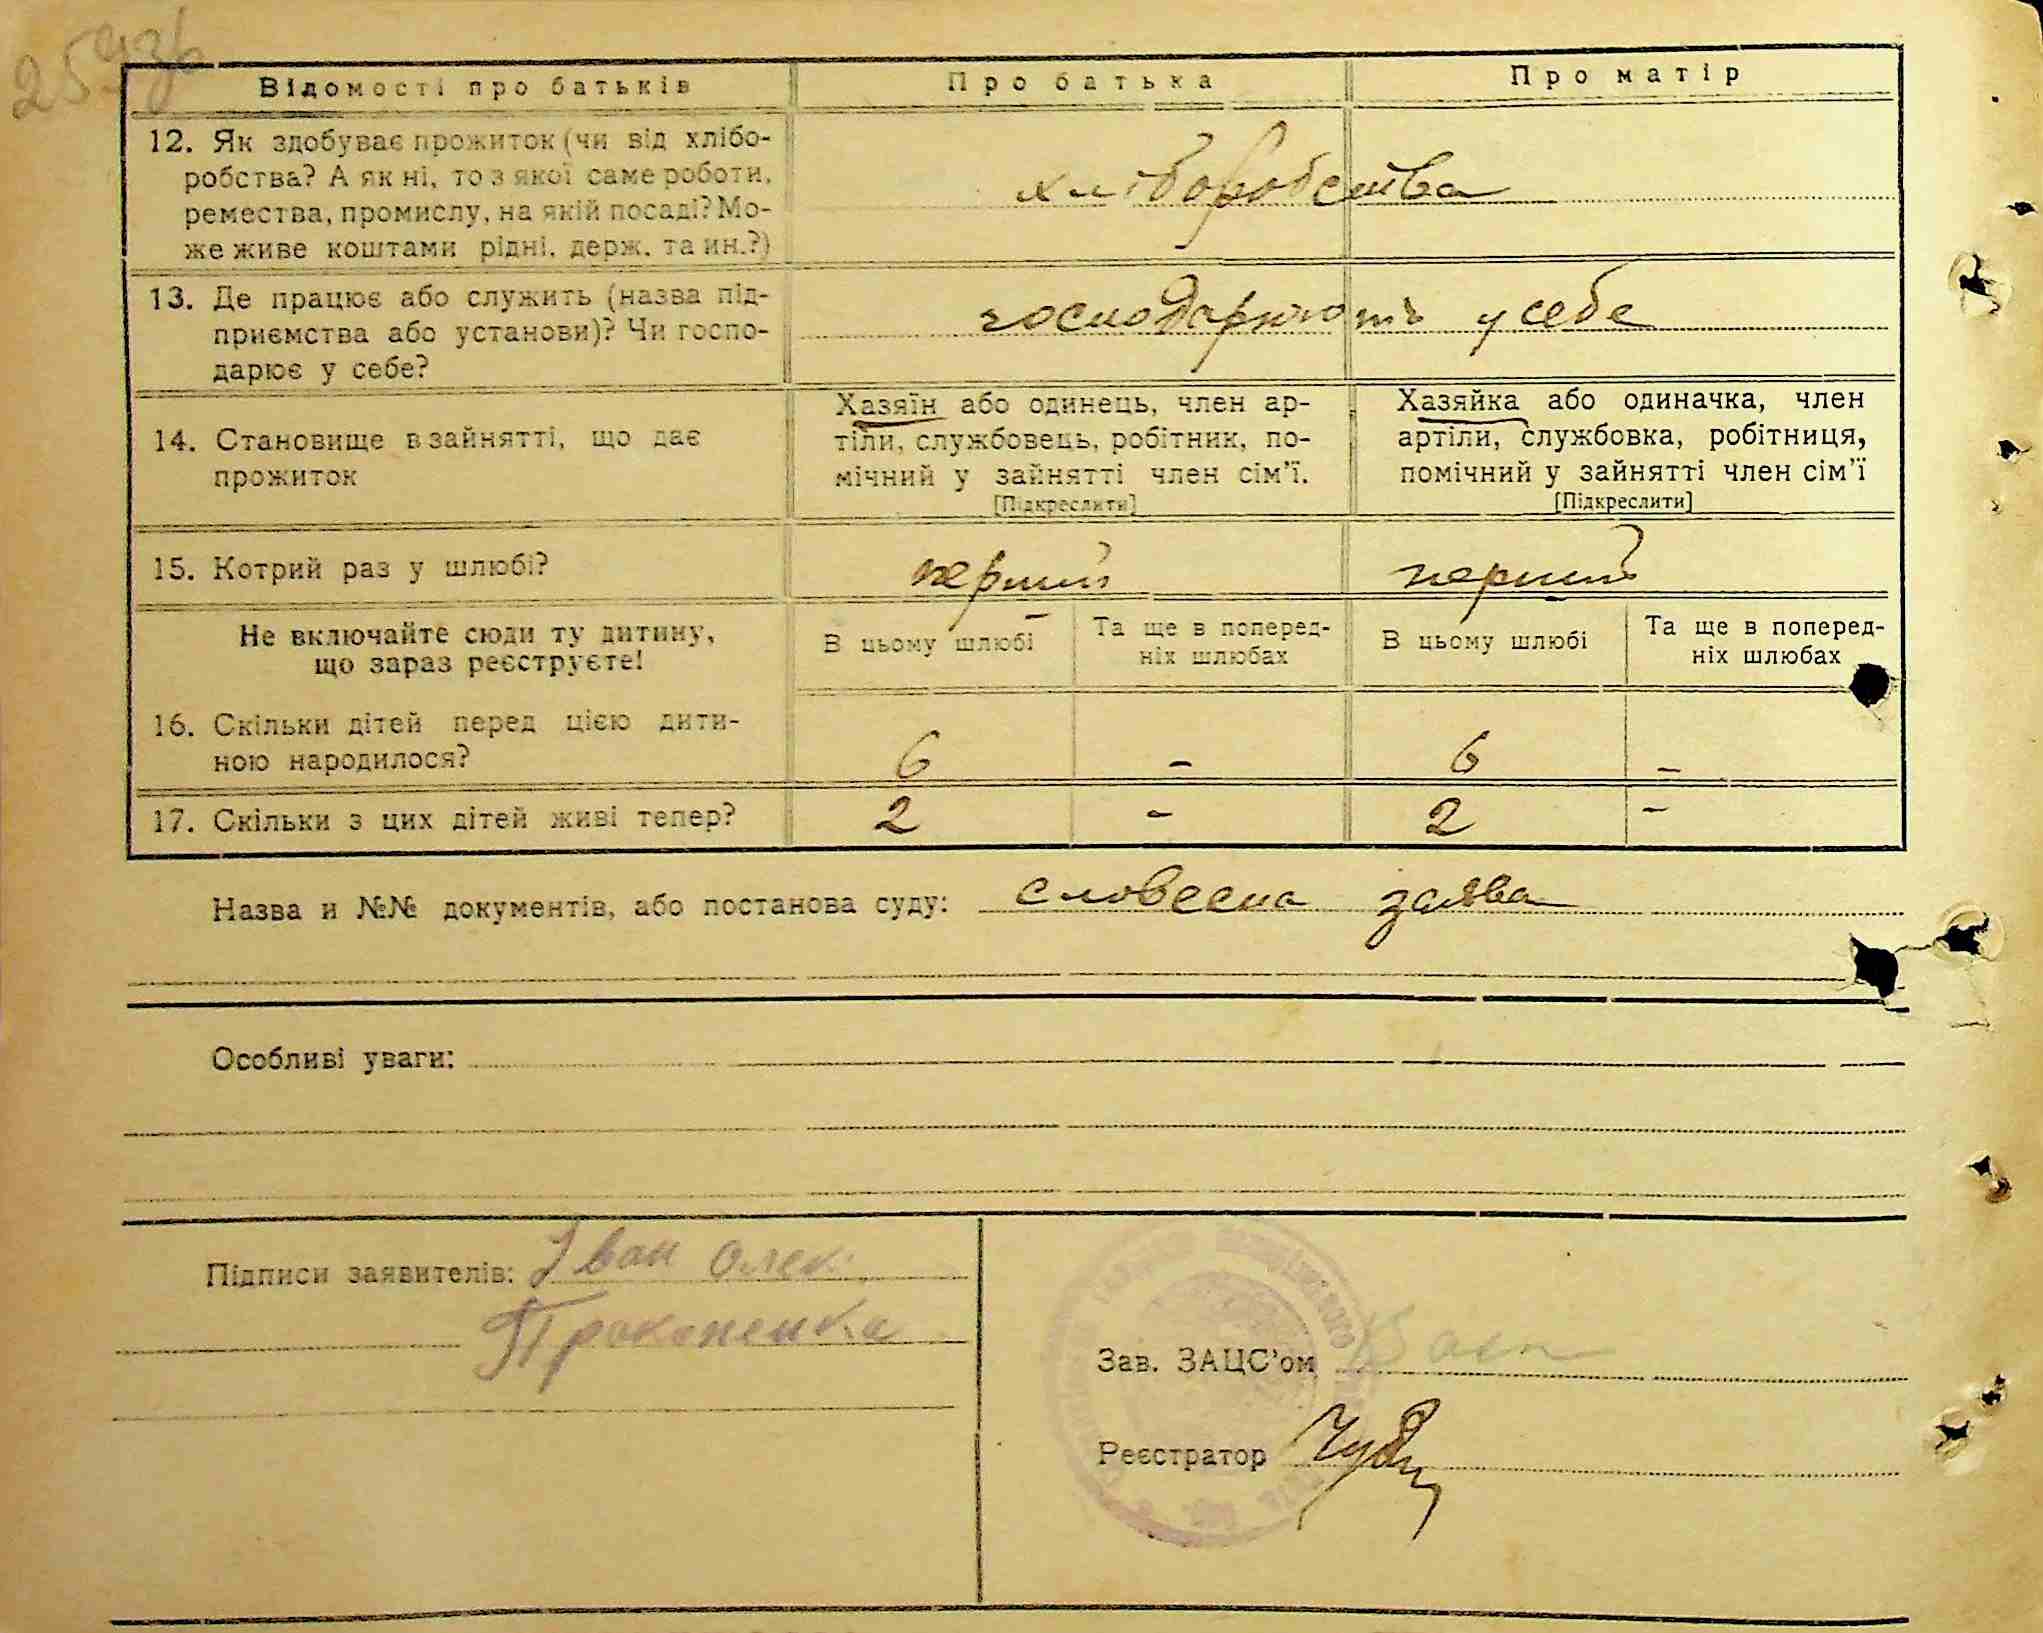 Відомості про батьків
Про батька
Про матір
12. Як здобуває прожиток (чи від хлібо-
робства? А як ні, то з якої саме роботи,
ремества, промислу, на якій посаді? Мо-
же живе коштами рідні, держ. та ин.?)
хліборобства
13. Де працює або служить (назва під-
приємства або установи)? Чи госпо-
дарює у себе?
господарюють у себе
14. Становище в зайнятті, що дає
прожиток
Хазяїн або одинець, член ар-
тіли, службовець, робітник, по-
мічний у зайнятті член сім'ї.
[Підкреслити]
Хазяйка або одиначка, член
артіли, службовка, робітниця,
помічний у зайнятті член сім'ї
[Підкреслити]
15. Котрий раз у шлюбі?
перший
перший
Не включайте сюди ту дитину,
що зараз реєструєте!
В цьому шлюбі
Та ще в поперед-
ніх шлюбах
В цьому шлюбі
Та ще в поперед-
ніх шлюбах
16. Скільки дітей перед цією дити-
ною народилося?
6 - 6 -
17. Скільки з цих дітей живі тепер?
2 - 2 -
Назва и №№ документів, або постанова суду: словесна заява
Особливі уваги:
Підписи заявителів: Іван Олек.
Прокопенка
Зав. ЗАЦС'ом
Реєстратор